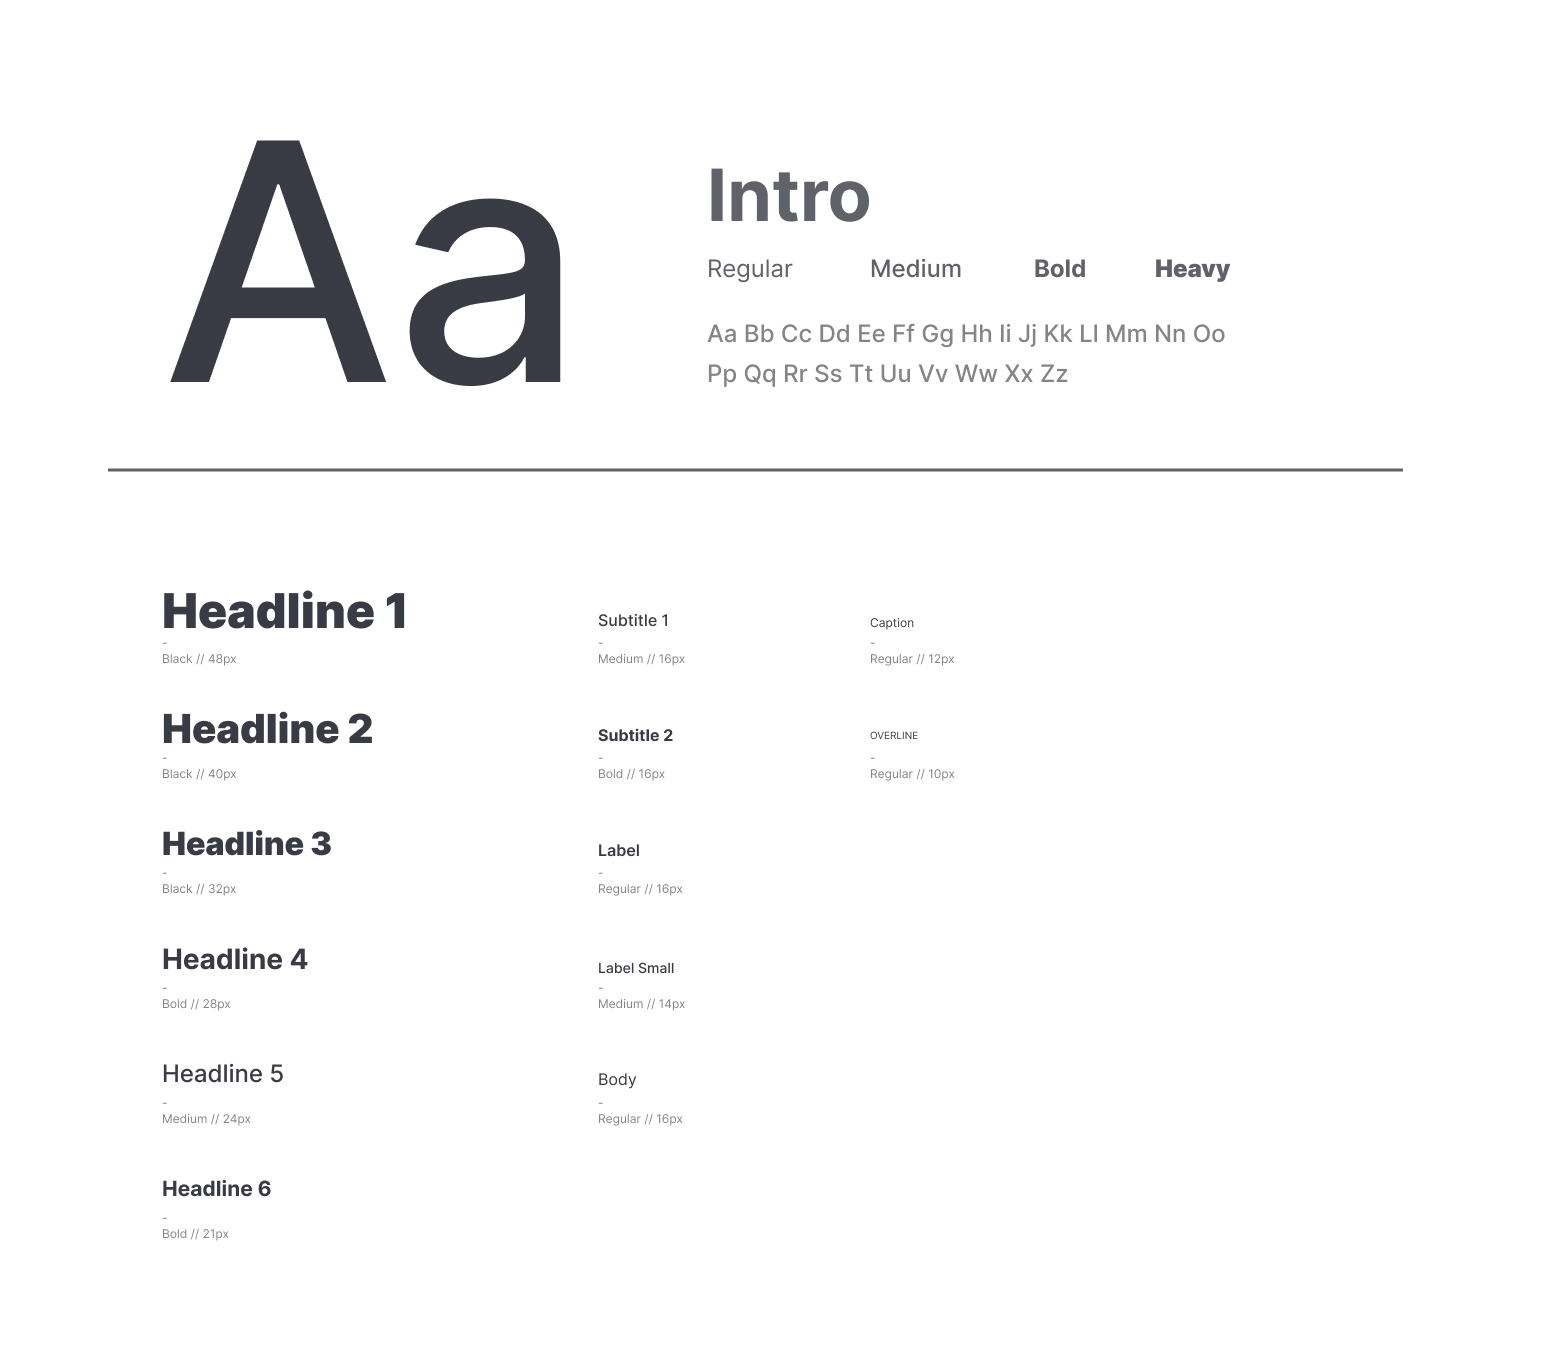 Aa
Intro
Regular Medium Bold Heavy
Aa Bb Cc Dd Ee Ff Gg Hh Ii Jj Kk Ll Mm Nn Oo
Pp Qq Rr Ss Tt Uu Vv Ww Xx Zz
Headline 1
-
Black // 48px
Headline 2
-
Black // 40px
Headline 3
-
Black // 32px
Headline 4
-
Bold // 28px
Headline 5
-
Medium // 24px
Headline 6
-
Bold // 21px
Subtitle 1
-
Medium // 16px
Subtitle 2
-
Bold // 16px
Label
-
Regular // 16px
Label Small
-
Medium // 14px
Body
-
Regular // 16px
Caption
-
Regular // 12px
OVERLINE
-
Regular // 10px